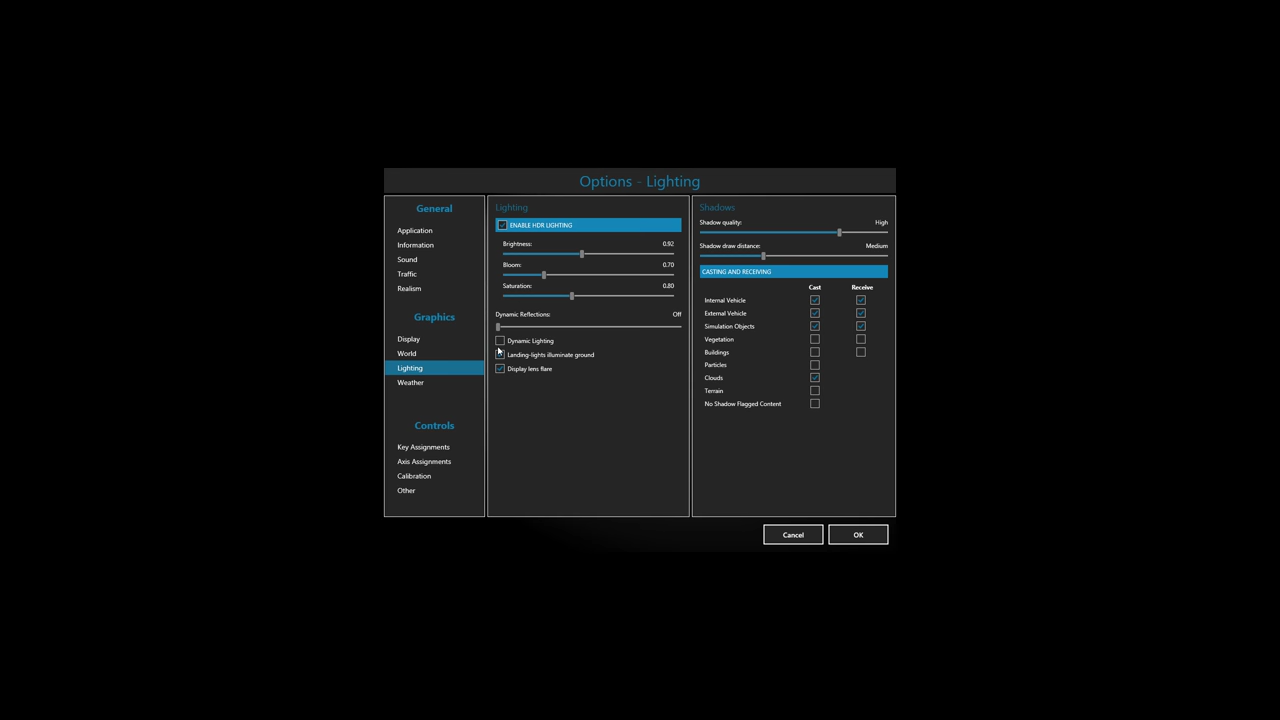 Options - Lighting
General
Application
Information
Sound
Traffic
Realism
Graphics
Display
World
Lighting
Weather
Controls
Key Assignments
Axis Assignments
Calibration
Other
Lighting
ENABLE HDR LIGHTING
Brightness: 0.92
Bloom: 0.70
Saturation: 0.80
Dynamic Reflections: Off
Dynamic Lighting
Landing-lights illuminate ground
Display lens flare
Shadows
Shadow quality: High
Shadow draw distance: Medium
CASTING AND RECEIVING
Cast Receive
Internal Vehicle
External Vehicle
Simulation Objects
Vegetation
Buildings
Particles
Clouds
Terrain
No Shadow Flagged Content
Cancel OK